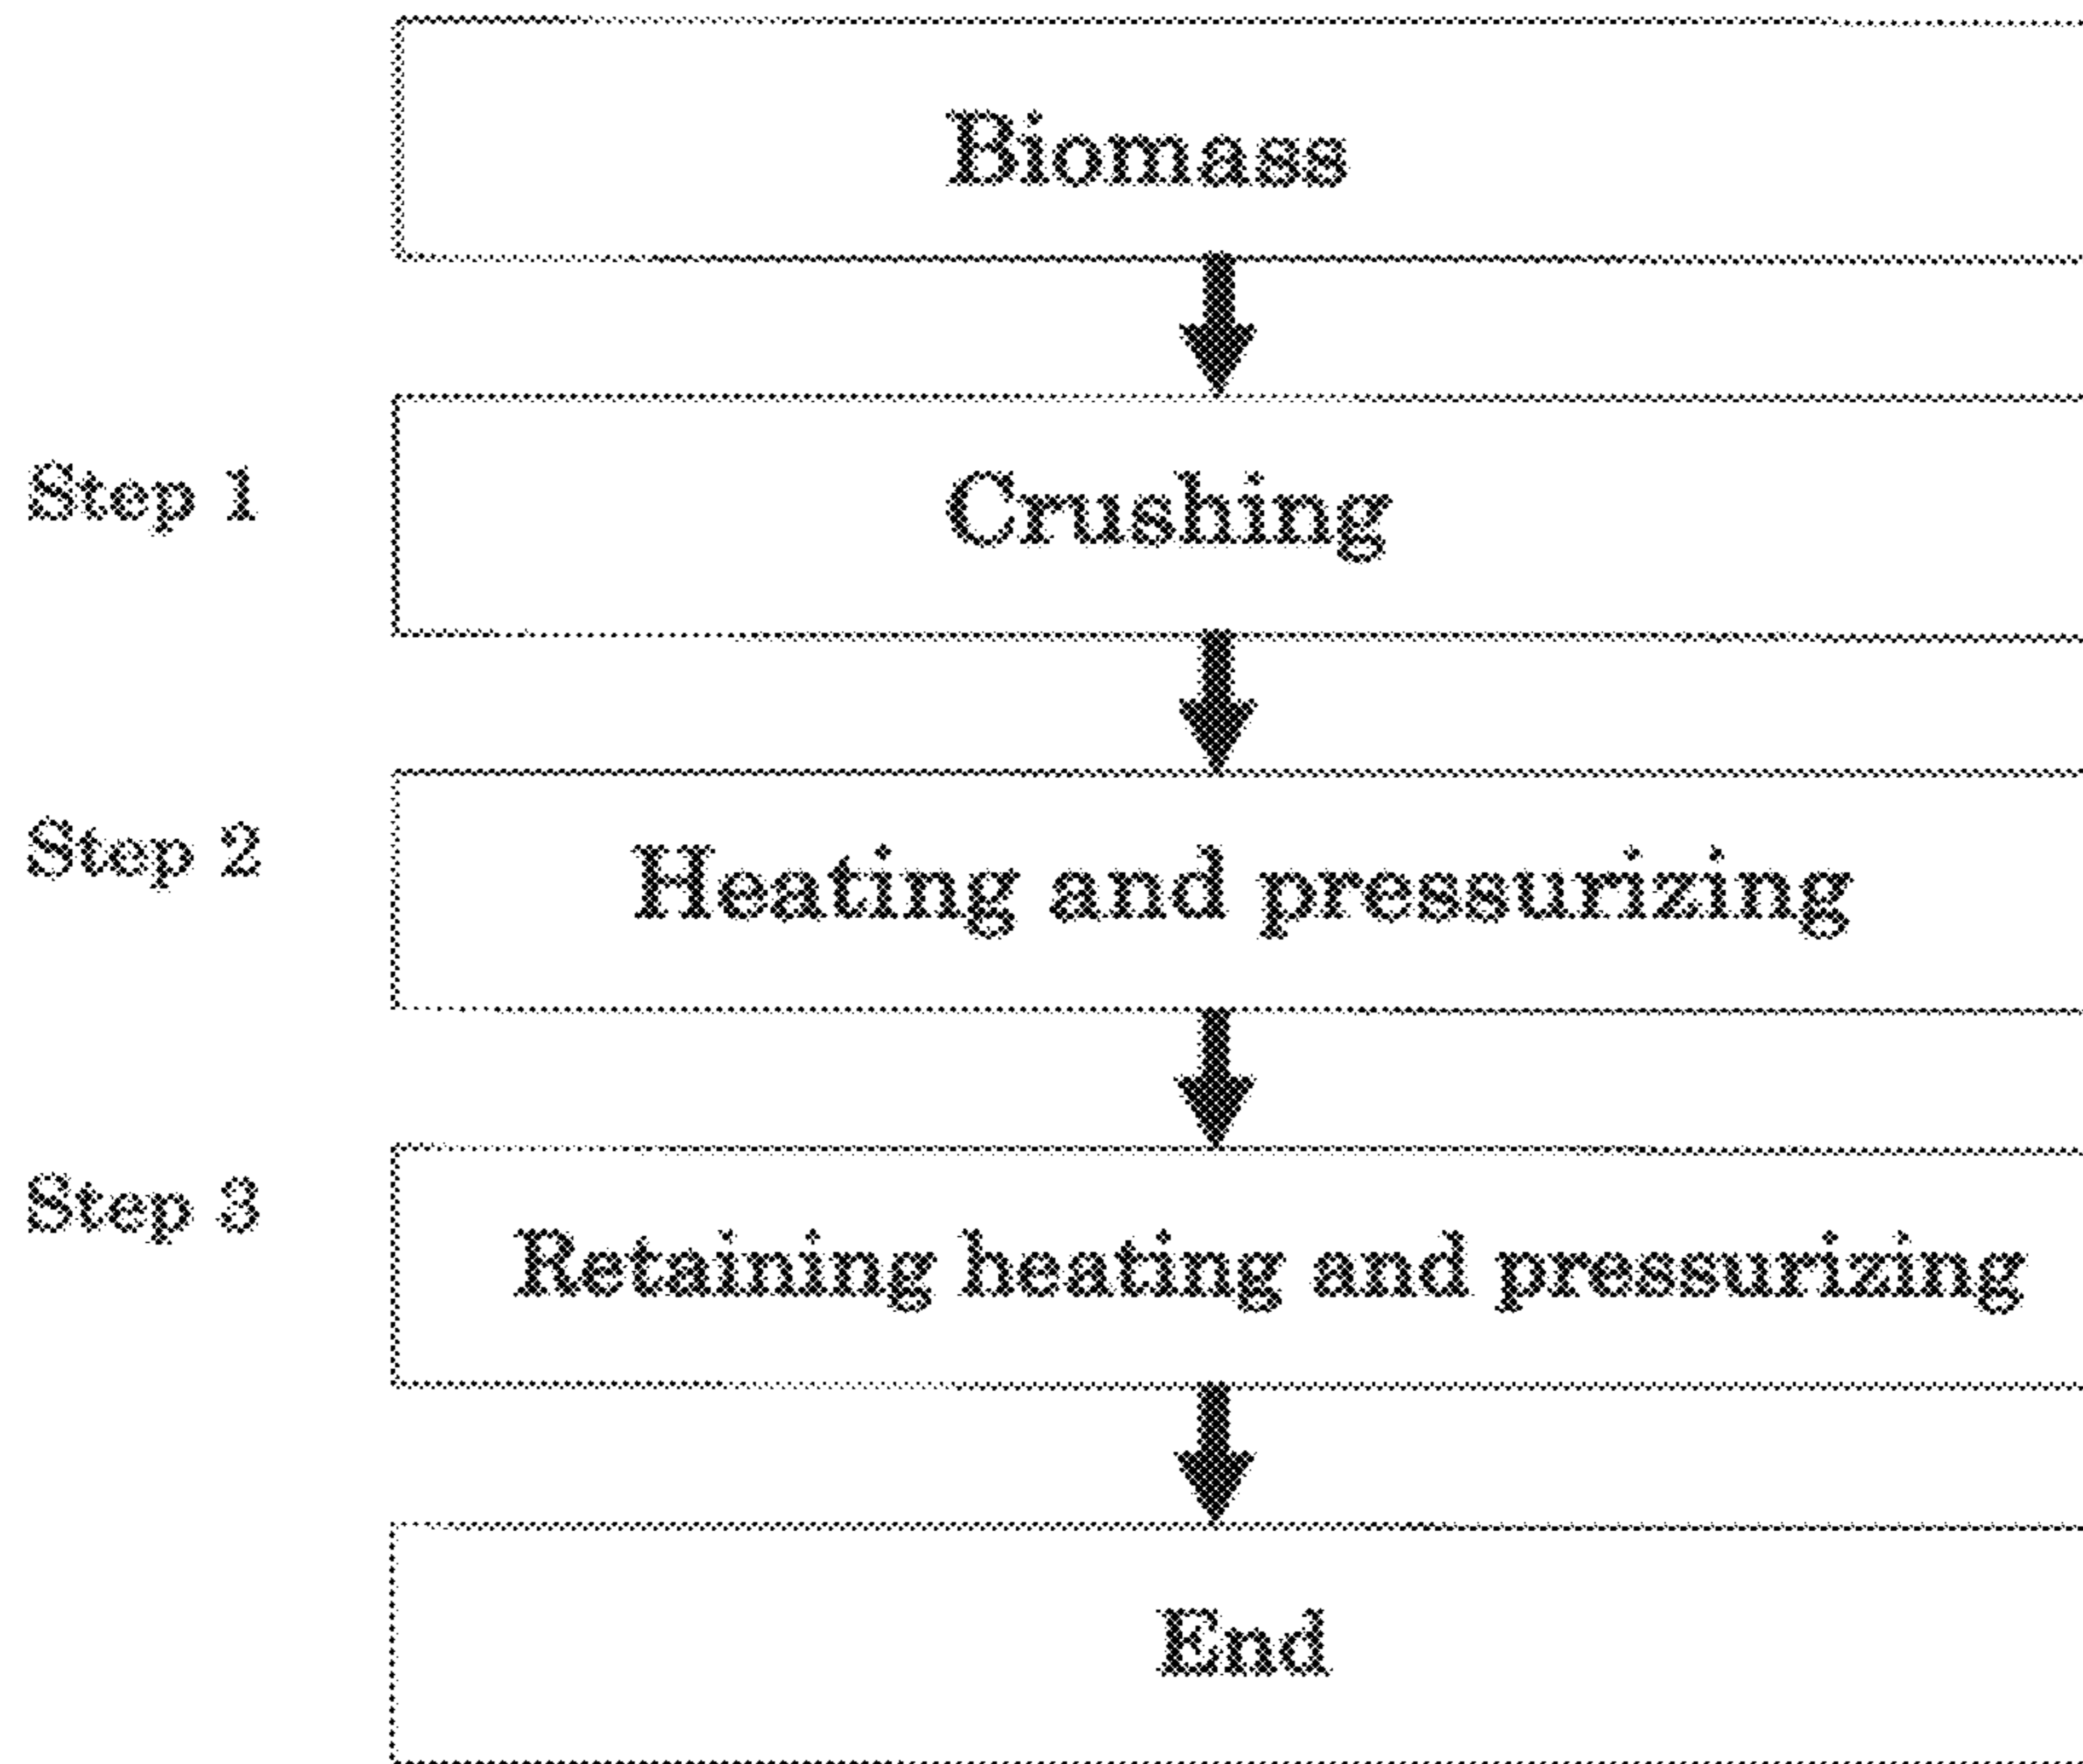 Biomass
Step 1
Crushing
Step 2
Heating and pressurizing
Step 3
Retaining heating and pressurizing
End